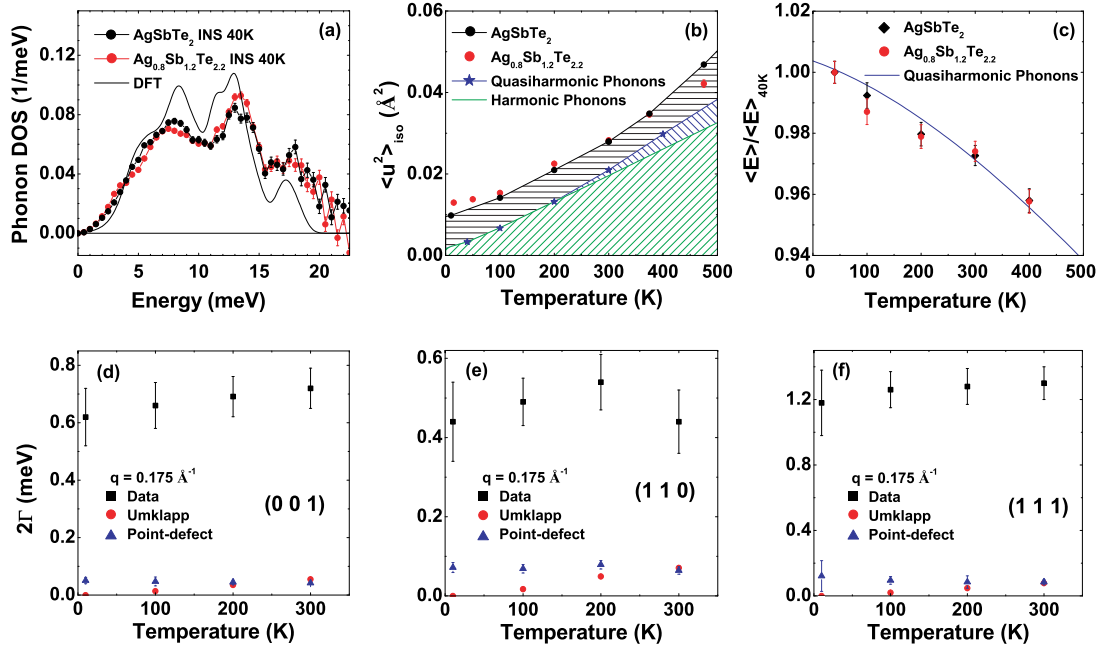 (a)
AgSbTe2 INS 40K
Ag0.8Sb1.2Te2.2 INS 40K
DFT
Phonon DOS (1/meV)
0.12
0.08
0.04
0.00
0 5 10 15 20
Energy (meV)
(b)
AgSbTe2
Ag0.8Sb1.2Te2.2
Quasiharmonic Phonons
Harmonic Phonons
<u2>iso (Å2)
0.06
0.04
0.02
0.00
0 100 200 300 400 500
Temperature (K)
(c)
AgSbTe2
Ag0.8Sb1.2Te2.2
Quasiharmonic Phonons
<E>/<E>40K
1.00
0.98
0.96
0.94
0 100 200 300 400 500
Temperature (K)
(d)
2Γ (meV)
0.8
0.6
0.4
0.2
0.0
q = 0.175 Å-1
Data
Umklapp
Point-defect
(0 0 1)
0 100 200 300
Temperature (K)
(e)
0.6
0.4
0.2
0.0
q = 0.175 Å-1
Data
Umklapp
Point-defect
(1 1 0)
0 100 200 300
Temperature (K)
(f)
1.2
0.8
0.4
0.0
q = 0.175 Å-1
Data
Umklapp
Point-defect
(1 1 1)
0 100 200 300
Temperature (K)